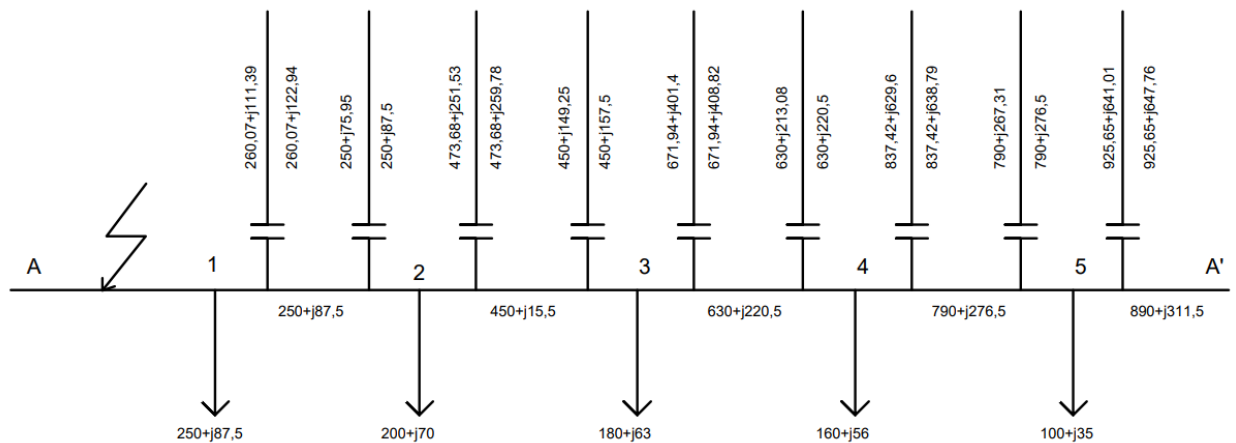 260,07+j111,39
260,07+j122,94
250+j75,95
250+j87,5
473,68+j251,53
473,68+j259,78
450+j149,25
450+j157,5
671,94+j401,4
671,94+j408,82
630+j213,08
630+j220,5
837,42+j629,6
837,42+j638,79
790+j267,31
790+j276,5
925,65+j641,01
925,65+j647,76
A
1
2
3
4
5
A'
250+j87,5
450+j15,5
630+j220,5
790+j276,5
890+j311,5
250+j87,5
200+j70
180+j63
160+j56
100+j35